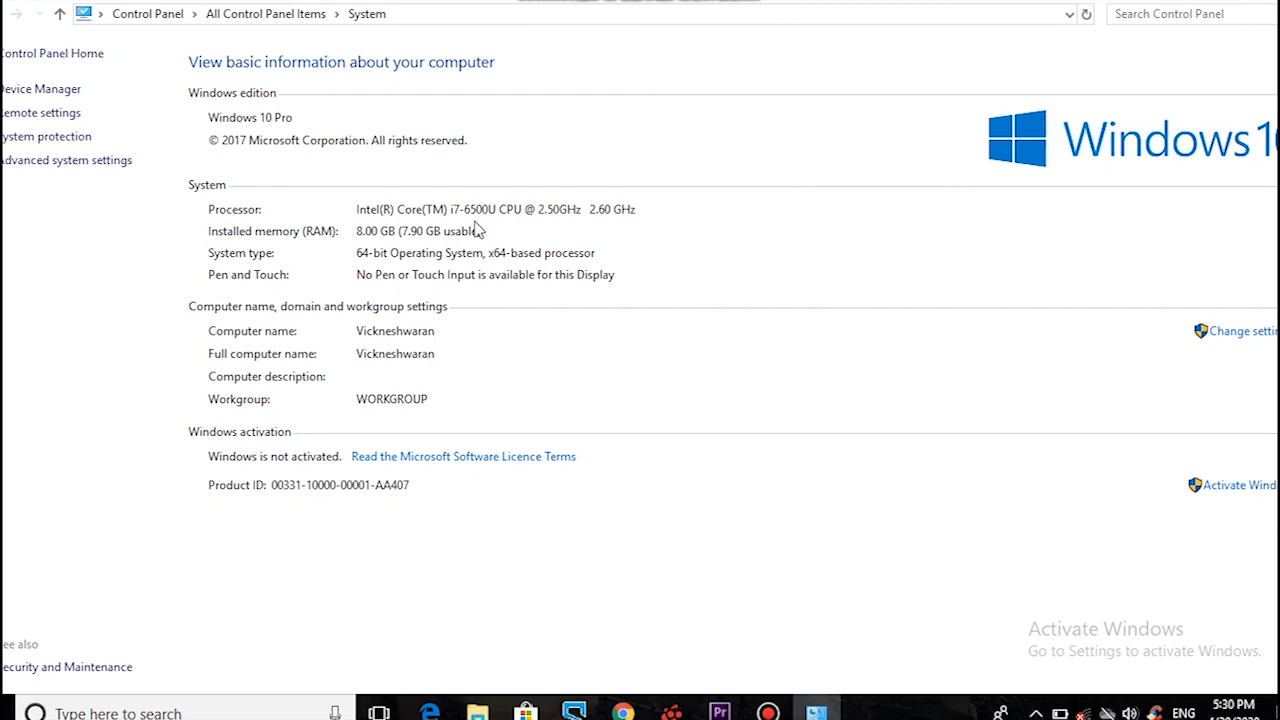 Control Panel > All Control Panel Items > System
Search Control Panel
ontrol Panel Home
evice Manager
emote settings
ystem protection
dvanced system settings
View basic information about your computer
Windows edition
Windows 10 Pro
© 2017 Microsoft Corporation. All rights reserved.
Windows 10
System
Processor: Intel(R) Core(TM) i7-6500U CPU @ 2.50GHz 2.60 GHz
Installed memory (RAM): 8.00 GB (7.90 GB usable
System type: 64-bit Operating System, x64-based processor
Pen and Touch: No Pen or Touch Input is available for this Display
Computer name, domain and workgroup settings
Computer name: Vickneshwaran
Change setti
Full computer name: Vickneshwaran
Computer description:
Workgroup: WORKGROUP
Windows activation
Windows is not activated. Read the Microsoft Software Licence Terms
Product ID: 00331-10000-00001-AA407
Activate Wind
ee also
ecurity and Maintenance
Activate Windows
Go to Settings to activate Windows.
Type here to search
Pr
ENG
5:30 PM